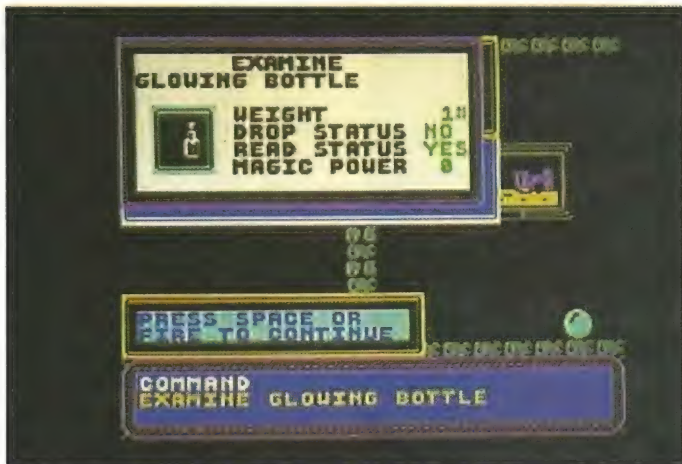 EXAMINE
GLOWING BOTTLE
WEIGHT 1#
DROP STATUS NO
READ STATUS YES
MAGIC POWER 0
PRESS SPACE OR
FIRE TO CONTINUE
COMMAND
EXAMINE GLOWING BOTTLE